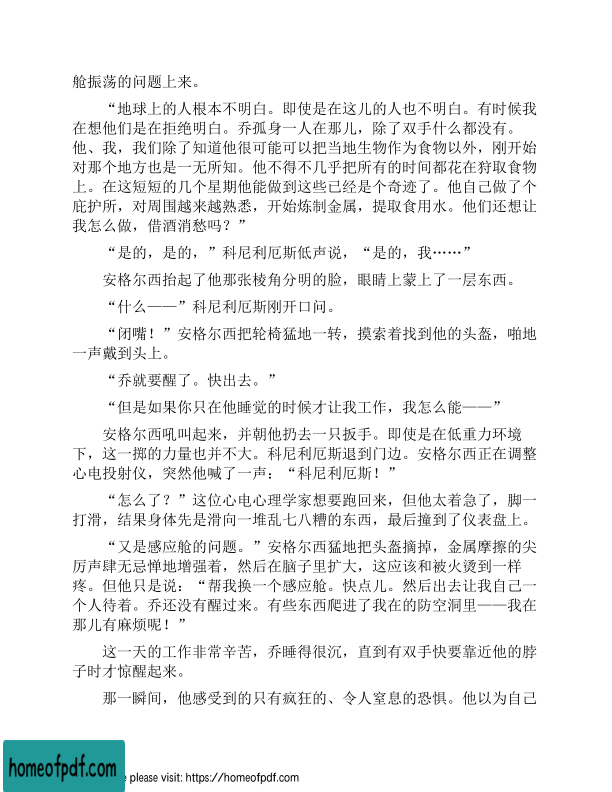 舱振荡的问题上来。
“地球上的人根本不明白。即使是在这儿的人也不明白。有时候我
在想他们是在拒绝明白。乔孤身一人在那儿，除了双手什么都没有。
他、我，我们除了知道他很可能可以把当地生物作为食物以外，刚开始
对那个地方也是一无所知。他不得不几乎把所有的时间都花在狩取食物
上。在这短短的几个星期他能做到这些已经是个奇迹了。他自己做了个
庇护所，对周围越来越熟悉，开始炼制金属，提取食用水。他们还想让
我怎么做，借酒消愁吗？”
“是的，是的，”科尼利厄斯低声说，“是的，我……”
安格尔西抬起了他那张棱角分明的脸，眼睛上蒙上了一层东西。
“什么——”科尼利厄斯刚开口问。
“闭嘴！”安格尔西把轮椅猛地一转，摸索着找到他的头盔，啪地
一声戴到头上。
“乔就要醒了。快出去。”
“但是如果你只在他睡觉的时候才让我工作，我怎么能——”
安格尔西吼叫起来，并朝他扔去一只扳手。即使是在低重力环境
下，这一掷的力量也并不大。科尼利厄斯退到门边。安格尔西正在调整
心电投射仪，突然他喊了一声：“科尼利厄斯！”
“怎么了？”这位心电心理学家想要跑回来，但他太着急了，脚一
打滑，结果身体先是滑向一堆乱七八糟的东西，最后撞到了仪表盘上。
“又是感应舱的问题。”安格尔西猛地把头盔摘掉，金属摩擦的尖
厉声肆无忌惮地增强着，然后在脑子里扩大，这应该和被火烫到一样
疼。但他只是说：“帮我换一个感应舱。快点儿。然后出去让我自己一
个人待着。乔还没有醒过来。有些东西爬进了我在的防空洞里——我在
那儿有麻烦呢！”
这一天的工作非常辛苦，乔睡得很沉，直到有双手快要靠近他的脖
子时才惊醒起来。
那一瞬间，他感受到的只有疯狂的、令人窒息的恐惧。他以为自己
homeofpdf.com
e please visit: https://homeofpdf.com